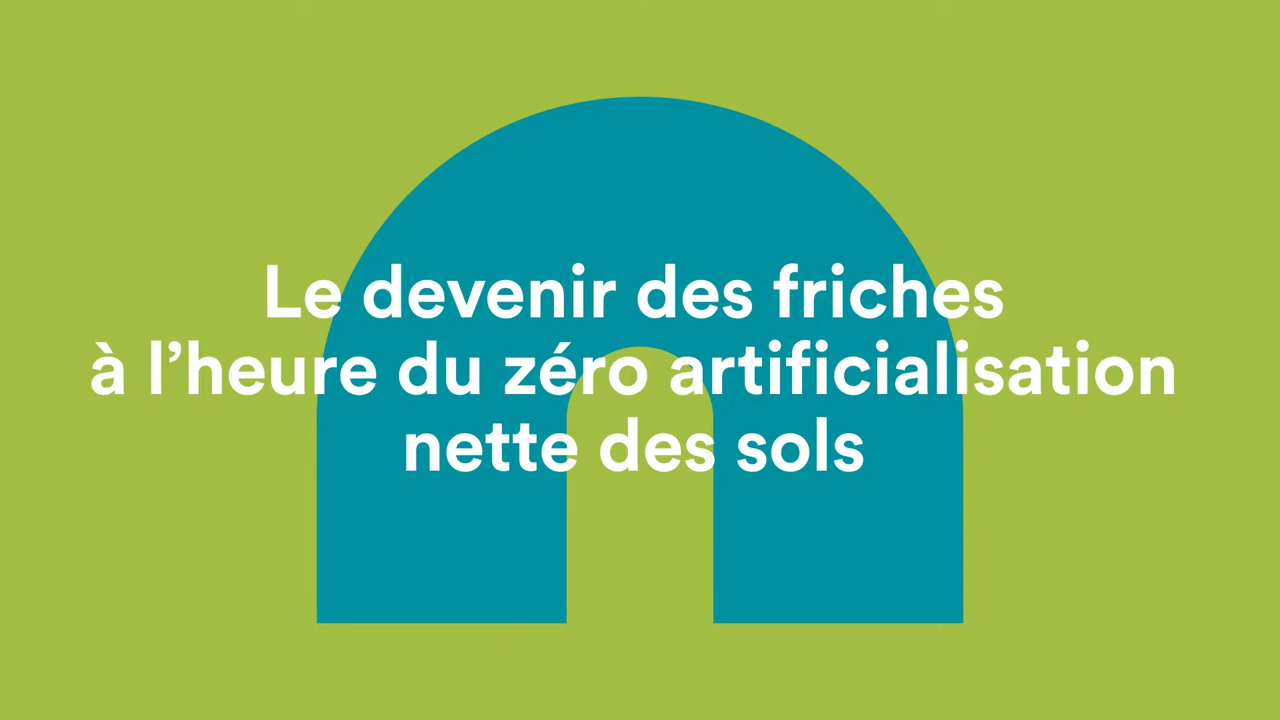 Le devenir des friches
à l’heure du zéro artificialisation
nette des sols